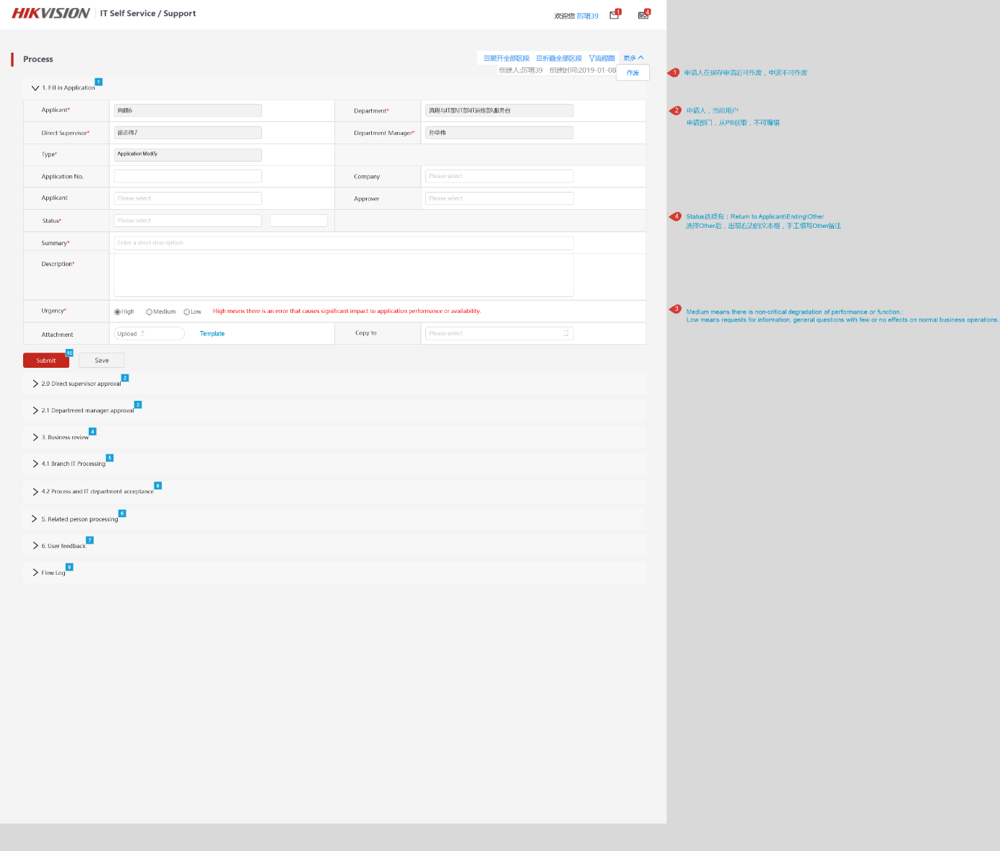 HIKVISION IT Self Service / Support
欢迎您 厉珺39 1 4
Process
展开全部区段 折叠全部区段 流程图 更多
创建人:厉珺39 创建时间:2019-01-08
作废
1 申请人在保存申请后可作废，中途不可作废
1. Fill in Application 1
Applicant* 肖晴6 Department* 流程与IT部\IT部\IT运维部\服务台
2 申请人，当前用户
申请部门，从PS获取，不可编辑
Direct Supervisor* 徐志伟7 Department Manager* 孙华伟
Type* Application Modify
Application No. Company Please select
Applicant Please select Approver Please select
Status* Please select
4 Status选项有：Return to Applicant\Ending\Other
选择Other后，出现右边的文本框，手工填写Other备注
Summary* Enter a short description
Description*
Urgency* High Medium Low High means there is an error that causes significant impact to application performance or availability.
3 Medium means there is non-critical degradation of performance or function.:
Low means requests for information, general questions with few or no effects on normal business operations.
Attachment Upload Template Copy to Please select
Submit 10 Save
2.0 Direct supervisor approval 2
2.1 Department manager approval 3
3. Business review 4
4.1 Branch IT Processing 5
4.2 Process and IT department acceptance 8
5. Related person processing 6
6. User feedback 7
Flow Log 9